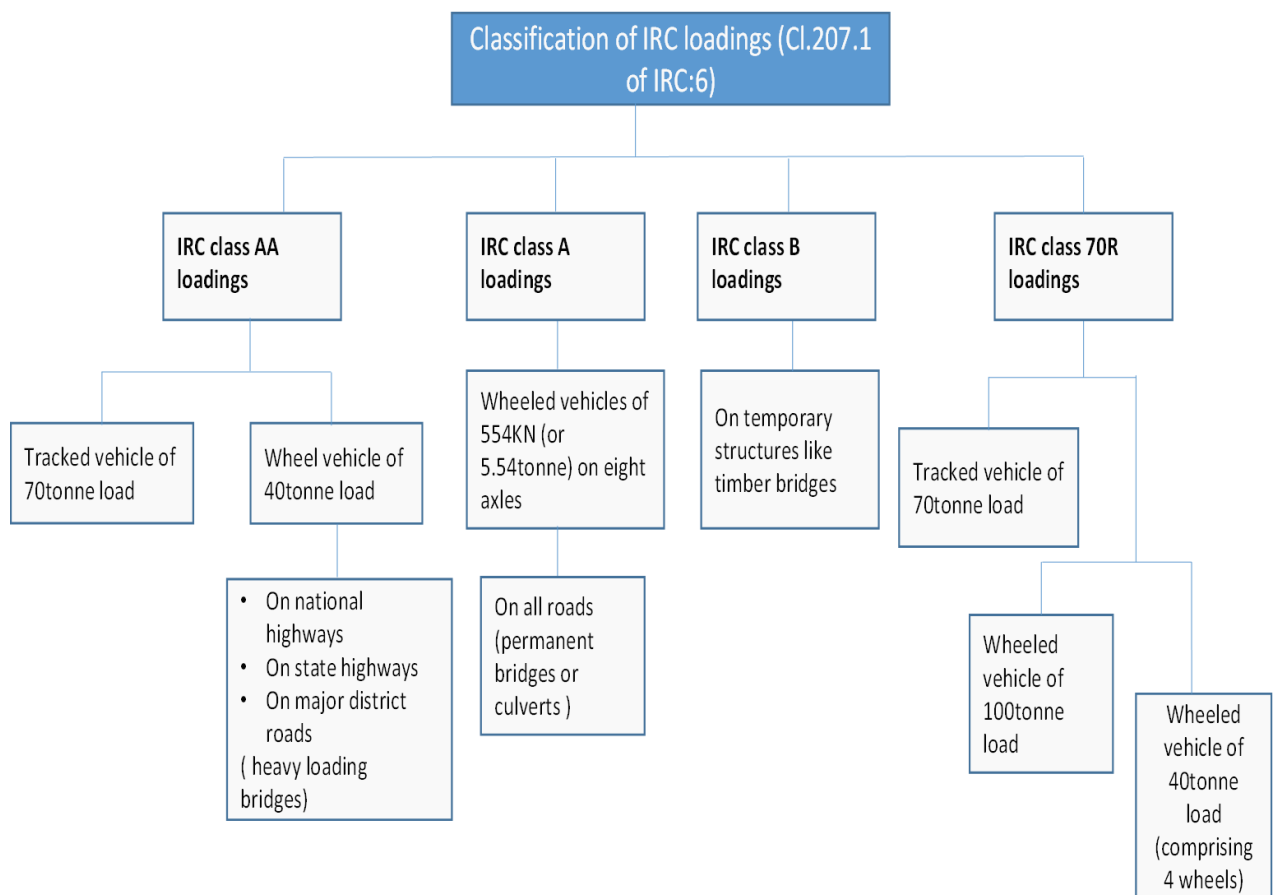 Classification of IRC loadings (Cl.207.1
of IRC:6)
IRC class AA
loadings
IRC class A
loadings
IRC class B
loadings
IRC class 70R
loadings
Tracked vehicle of
70tonne load
Wheel vehicle of
40tonne load
• On national
highways
• On state highways
• On major district
roads
( heavy loading
bridges)
Wheeled vehicles of
554KN (or
5.54tonne) on eight
axles
On all roads
(permanent
bridges or
culverts )
On temporary
structures like
timber bridges
Tracked vehicle of
70tonne load
Wheeled
vehicle of
100tonne
load
Wheeled
vehicle of
40tonne
load
(comprising
4 wheels)